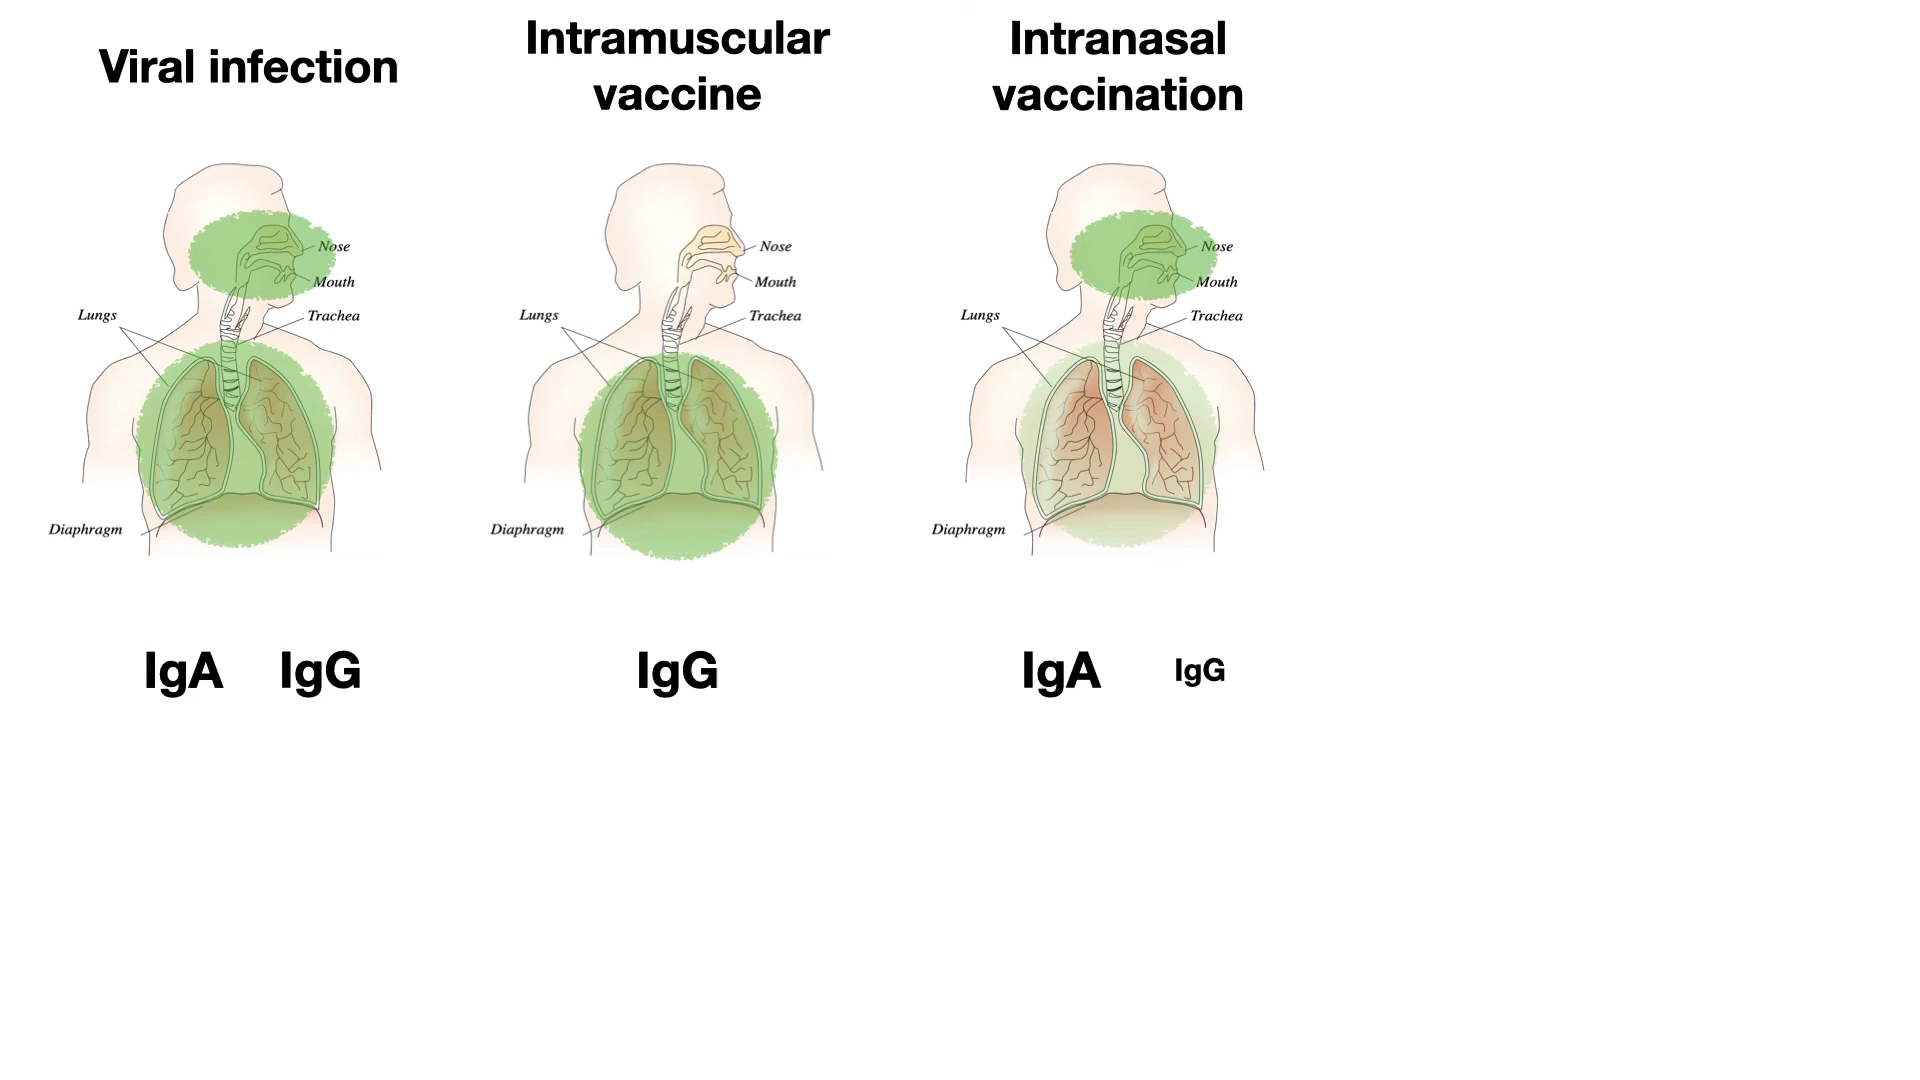 Viral infection
Intramuscular
vaccine
Intranasal
vaccination
Nose
Mouth
Lungs
Trachea
Diaphragm
Nose
Mouth
Lungs
Trachea
Diaphragm
Nose
Mouth
Lungs
Trachea
Diaphragm
IgA IgG
IgG
IgA IgG